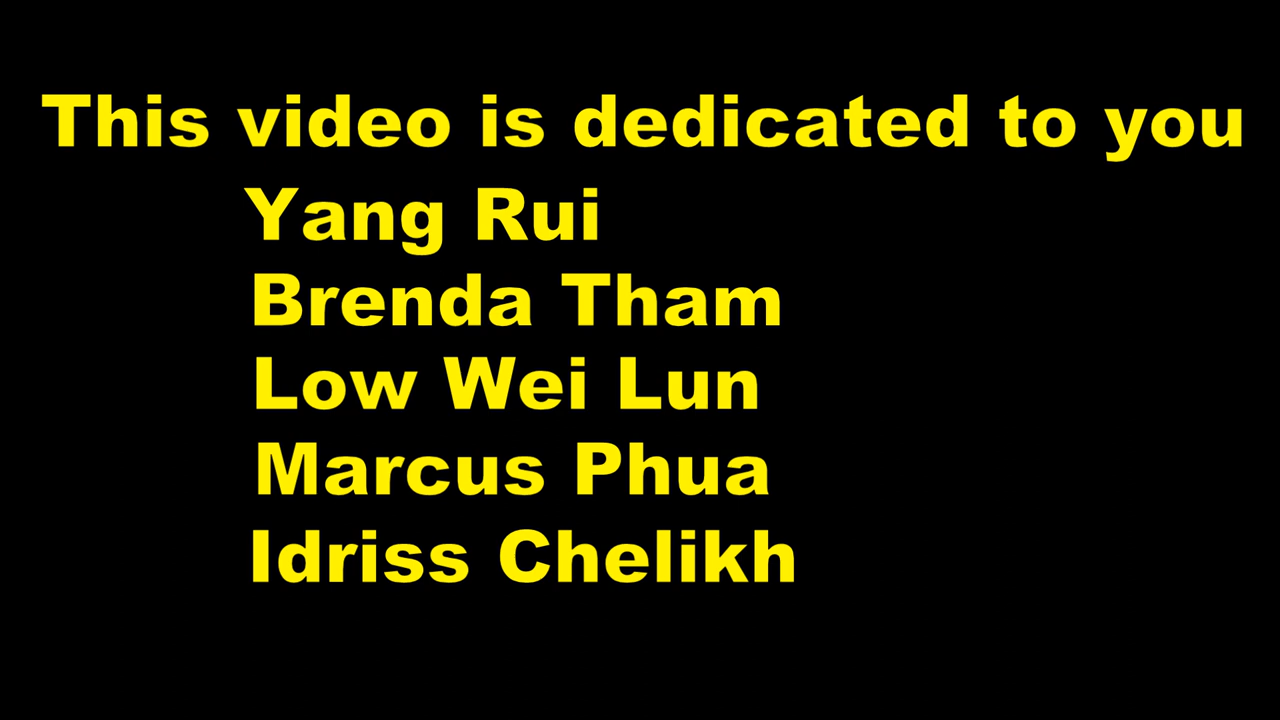 This video is dedicated to you
Yang Rui
Brenda Tham
Low Wei Lun
Marcus Phua
Idriss Chelikh